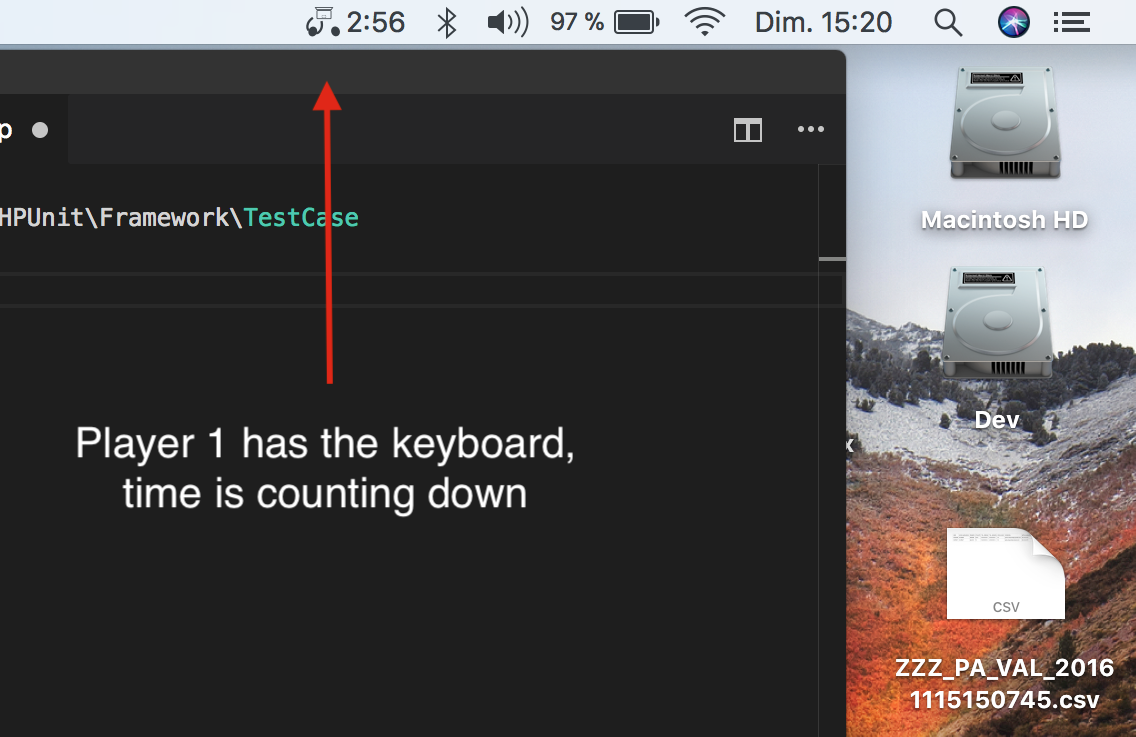 2:56 97 % Dim. 15:20
p
HPUnit\Framework\TestCase
Player 1 has the keyboard,
time is counting down
Macintosh HD
Dev
x
CSV
ZZZ_PA_VAL_2016
1115150745.csv